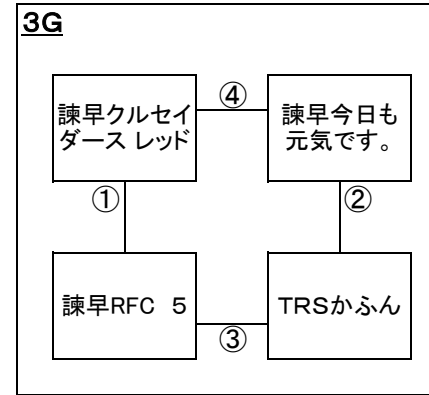 3G
諫早クルセイ
ダース レッド
④
諫早今日も
元気です。
①
②
諫早RFC 5
③
TRSかふん